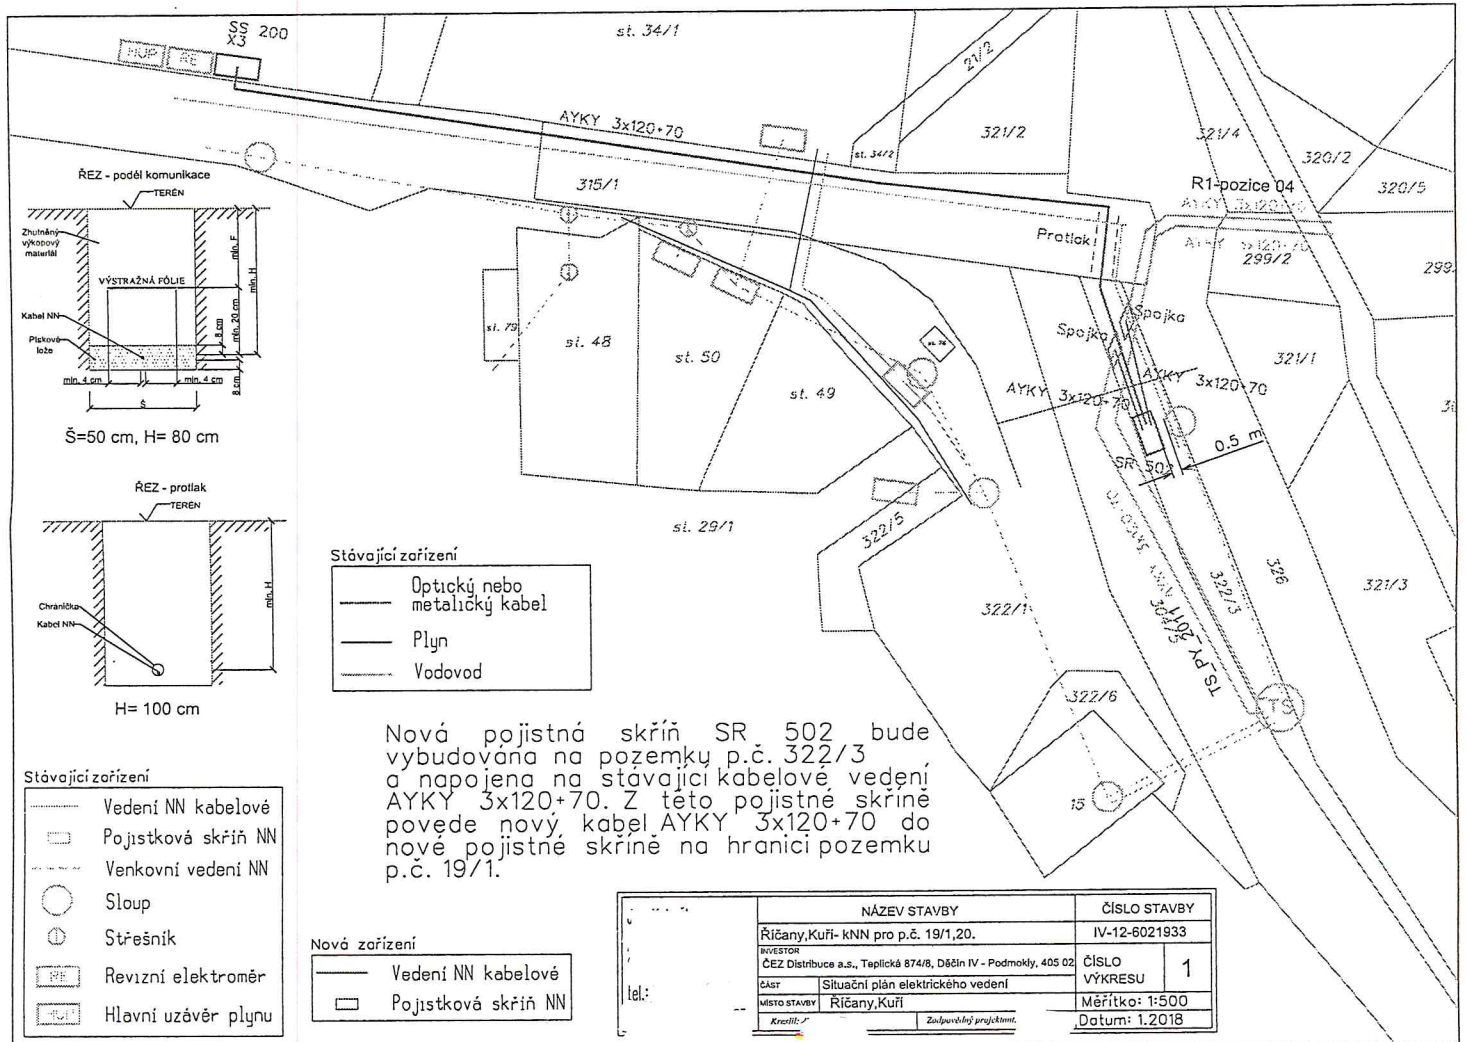 SS 200
X3
HUP RE
st. 34/1
21/2
AYKY 3x120+70
st. 34/2
321/2
321/4
320/2
320/5
R1-pozice 04
AYKY 3x120+70
AYKY 3x120+70
299/2
315/1
Protlak
Spojka
Spojka
321/1
st. 79
st. 48
st. 50
st. 49
AYKY 3x120+70
AYKY 3x120+70
0.5 m
SR 502
st. 29/1
322/5
322/1
322/3
326
321/3
TS_PY_2011
322/6
TS
15
ŘEZ - podél komunikace
TERÉN
Zhutněný
výkopový
materiál
min. F
min. H
VÝSTRAŽNÁ FÓLIE
min. 20 cm
Kabel NN
8 cm
Pískové
lože
min. 4 cm
min. 4 cm
8 cm
Š
Š=50 cm, H= 80 cm
ŘEZ - protlak
TERÉN
min. H
Chránička
Kabel NN
H= 100 cm
Stávající zařízení
Optický nebo
metalický kabel
Plyn
Vodovod
Nová pojistná skříň SR 502 bude
vybudována na pozemku p.č. 322/3
a napojena na stávající kabelové vedení
AYKY 3x120+70. Z této pojistné skříně
povede nový kabel AYKY 3x120+70 do
nové pojistné skříně na hranici pozemku
p.č. 19/1.
Stávající zařízení
Vedení NN kabelové
Pojistková skříň NN
Venkovní vedení NN
Sloup
Střešník
RE Revizní elektroměr
HUP Hlavní uzávěr plynu
Nová zařízení
Vedení NN kabelové
Pojistková skříň NN
tel.:
NÁZEV STAVBY
ČÍSLO STAVBY
Říčany,Kuří- kNN pro p.č. 19/1,20.
IV-12-6021933
INVESTOR
ČEZ Distribuce a.s., Teplická 874/8, Děčín IV - Podmokly, 405 02
ČÍSLO
VÝKRESU
1
ČÁST Situační plán elektrického vedení
MÍSTO STAVBY Říčany,Kuří
Měřítko: 1:500
Kreslil:
Zodpovědný projektant.
Datum: 1.2018